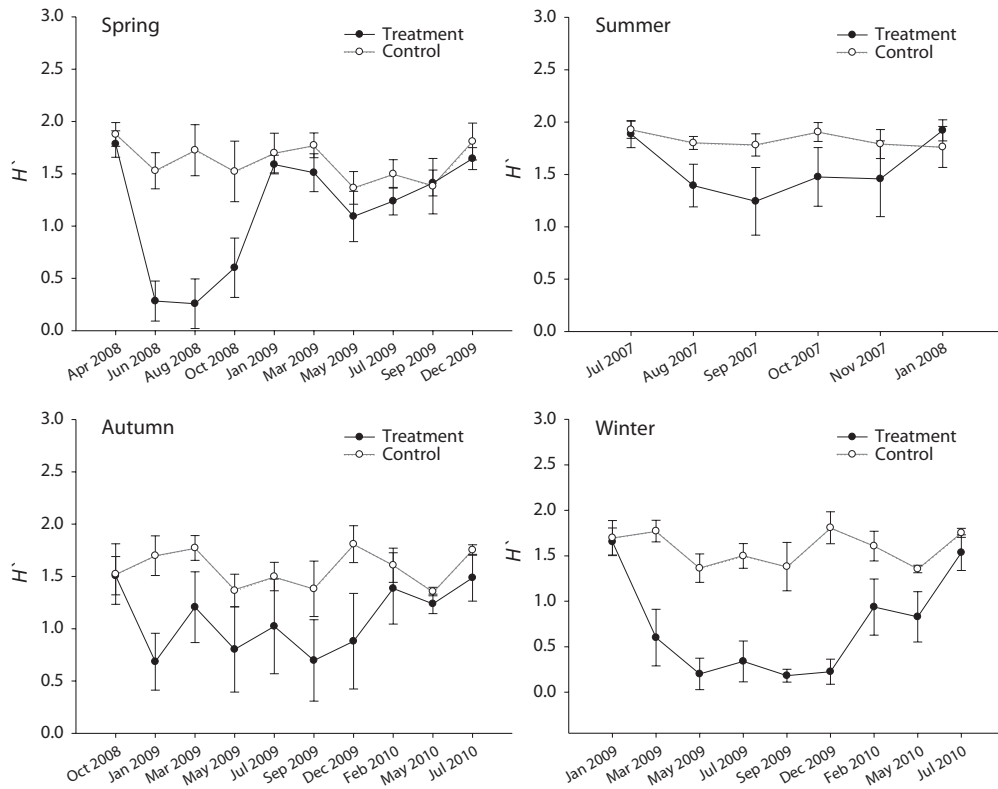 Spring
Treatment
Control
3.0
2.5
2.0
1.5
1.0
0.5
0.0
H`
Apr 2008
Jun 2008
Aug 2008
Oct 2008
Jan 2009
Mar 2009
May 2009
Jul 2009
Sep 2009
Dec 2009
Summer
Treatment
Control
3.0
2.5
2.0
1.5
1.0
0.5
0.0
H`
Jul 2007
Aug 2007
Sep 2007
Oct 2007
Nov 2007
Jan 2008
Autumn
Treatment
Control
3.0
2.5
2.0
1.5
1.0
0.5
0.0
H`
Oct 2008
Jan 2009
Mar 2009
May 2009
Jul 2009
Sep 2009
Dec 2009
Feb 2010
May 2010
Jul 2010
Winter
Treatment
Control
3.0
2.5
2.0
1.5
1.0
0.5
0.0
H`
Jan 2009
Mar 2009
May 2009
Jul 2009
Sep 2009
Dec 2009
Feb 2010
May 2010
Jul 2010